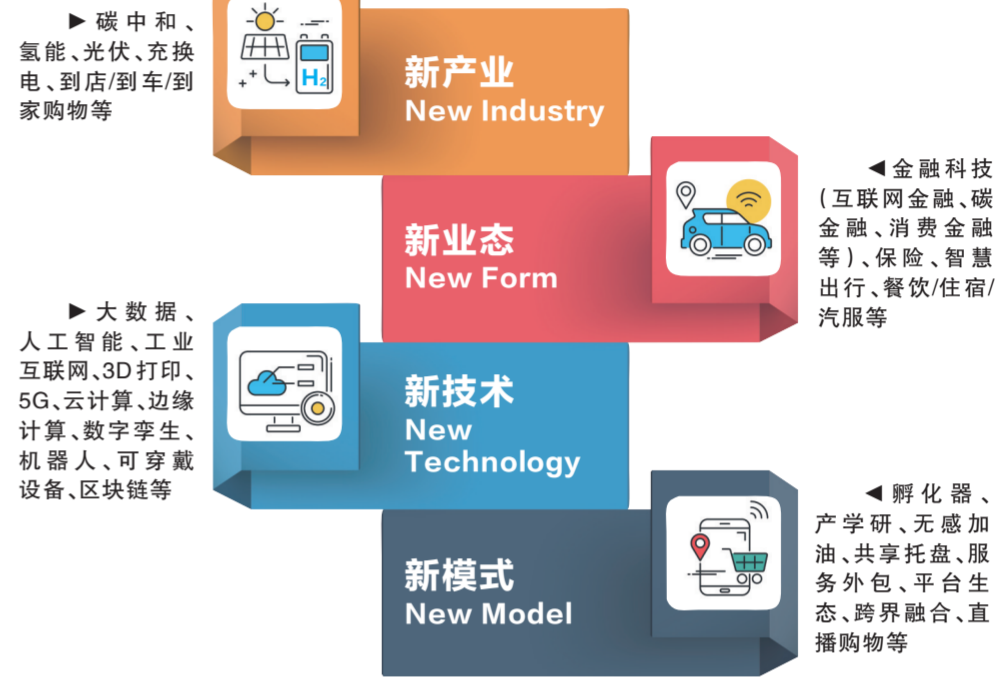 ▶碳中和、
氢能、光伏、充换
电、到店/到车/到
家购物等
H2
新产业
New Industry
◀金融科技
(互联网金融、碳
金融、消费金融
等)、保险、智慧
出行、餐饮/住宿/
汽服等
新业态
New Form
▶大数据、
人工智能、工业
互联网、3D打印、
5G、云计算、边缘
计算、数字孪生、
机器人、可穿戴
设备、区块链等
新技术
New
Technology
◀孵化器、
产学研、无感加
油、共享托盘、服
务外包、平台生
态、跨界融合、直
播购物等
新模式
New Model